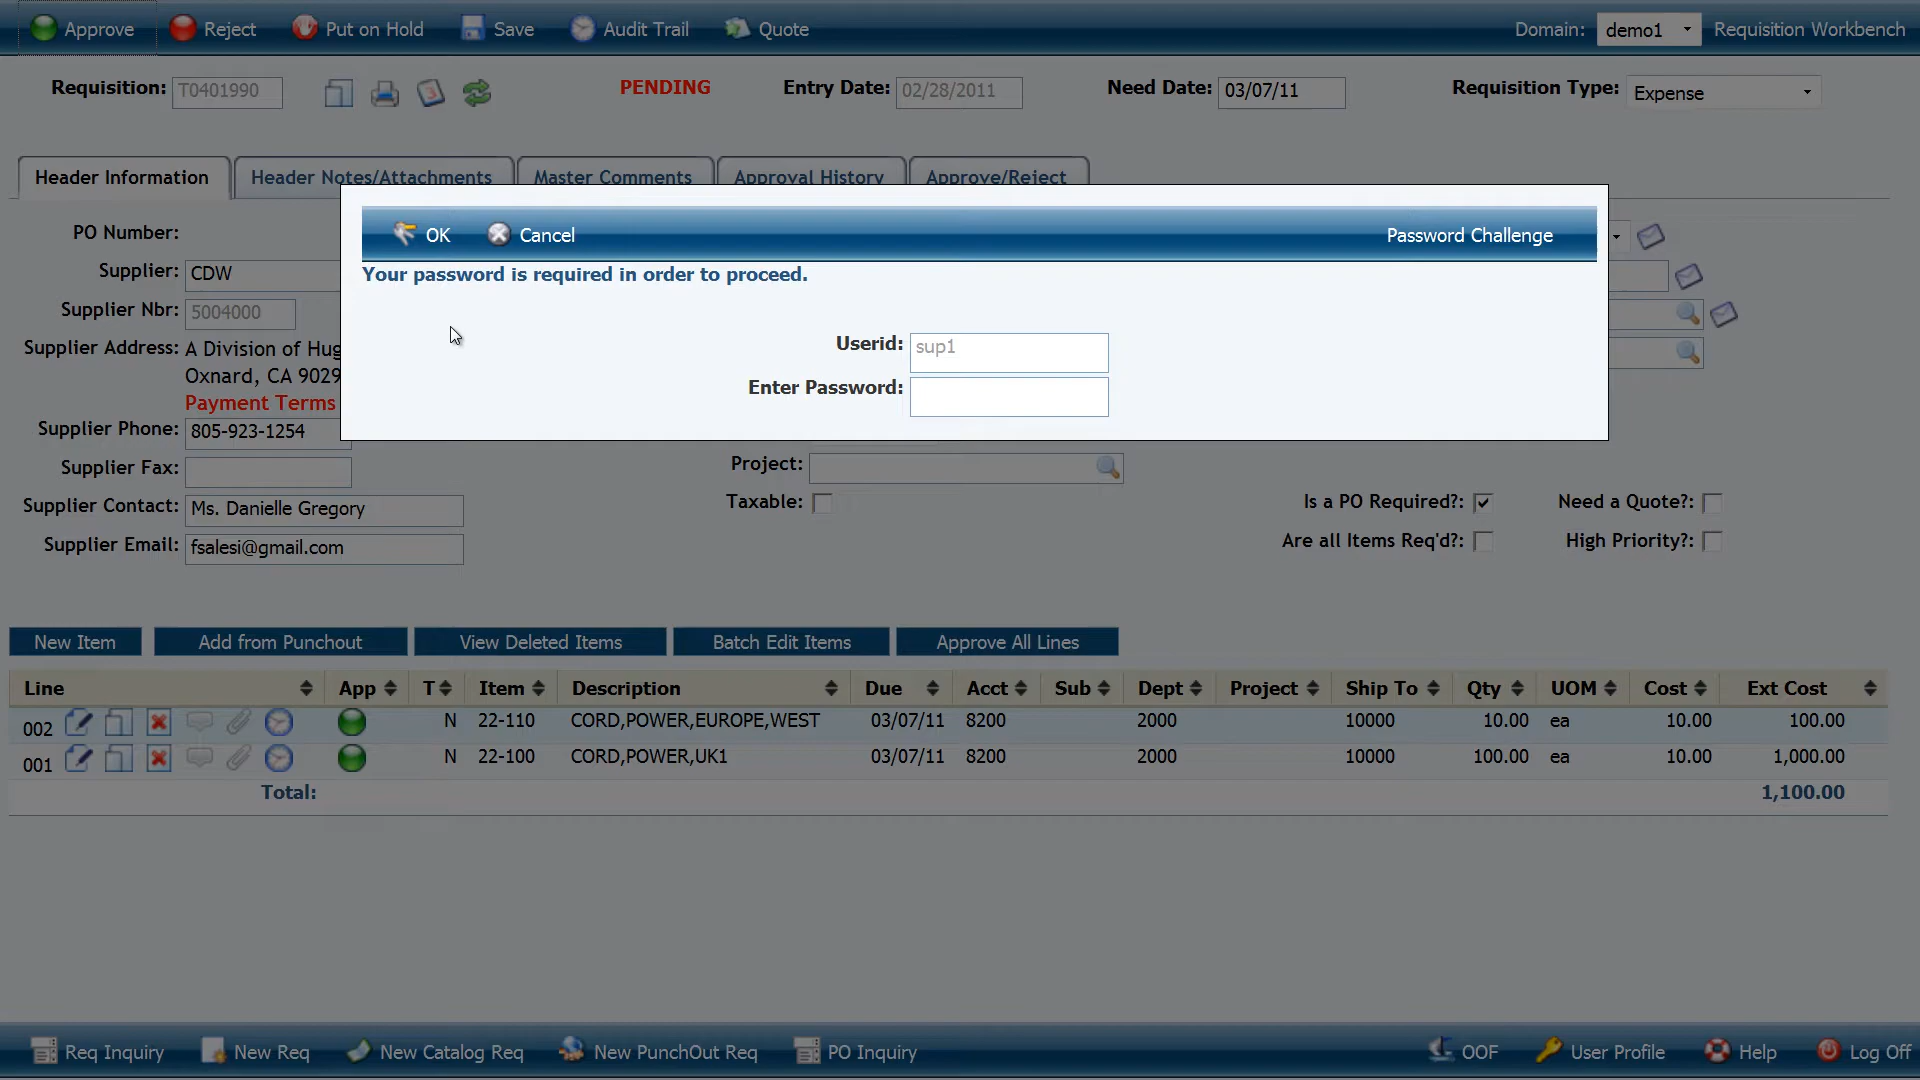 Approve Reject Put on Hold Save Audit Trail Quote Domain: demo1 Requisition Workbench
Requisition: T0401990 3 PENDING Entry Date: 02/28/2011 Need Date: 03/07/11 Requisition Type: Expense
Header Information Header Notes/Attachments Master Comments Approval History Approve/Reject
OK Cancel Password Challenge
Your password is required in order to proceed.
Userid: sup1
Enter Password:
PO Number:
Supplier: CDW
Supplier Nbr: 5004000
Supplier Address: A Division of Hug
Oxnard, CA 9029
Payment Terms
Supplier Phone: 805-923-1254
Supplier Fax:
Supplier Contact: Ms. Danielle Gregory
Supplier Email: fsalesi@gmail.com
Project:
Taxable:
Is a PO Required?: Need a Quote?:
Are all Items Req'd?: High Priority?:
New Item Add from Punchout View Deleted Items Batch Edit Items Approve All Lines
Line App T Item Description Due Acct Sub Dept Project Ship To Qty UOM Cost Ext Cost
002 N 22-110 CORD,POWER,EUROPE,WEST 03/07/11 8200 2000 10000 10.00 ea 10.00 100.00
001 N 22-100 CORD,POWER,UK1 03/07/11 8200 2000 10000 100.00 ea 10.00 1,000.00
Total: 1,100.00
Req Inquiry New Req New Catalog Req New PunchOut Req PO Inquiry OOF User Profile Help Log Off